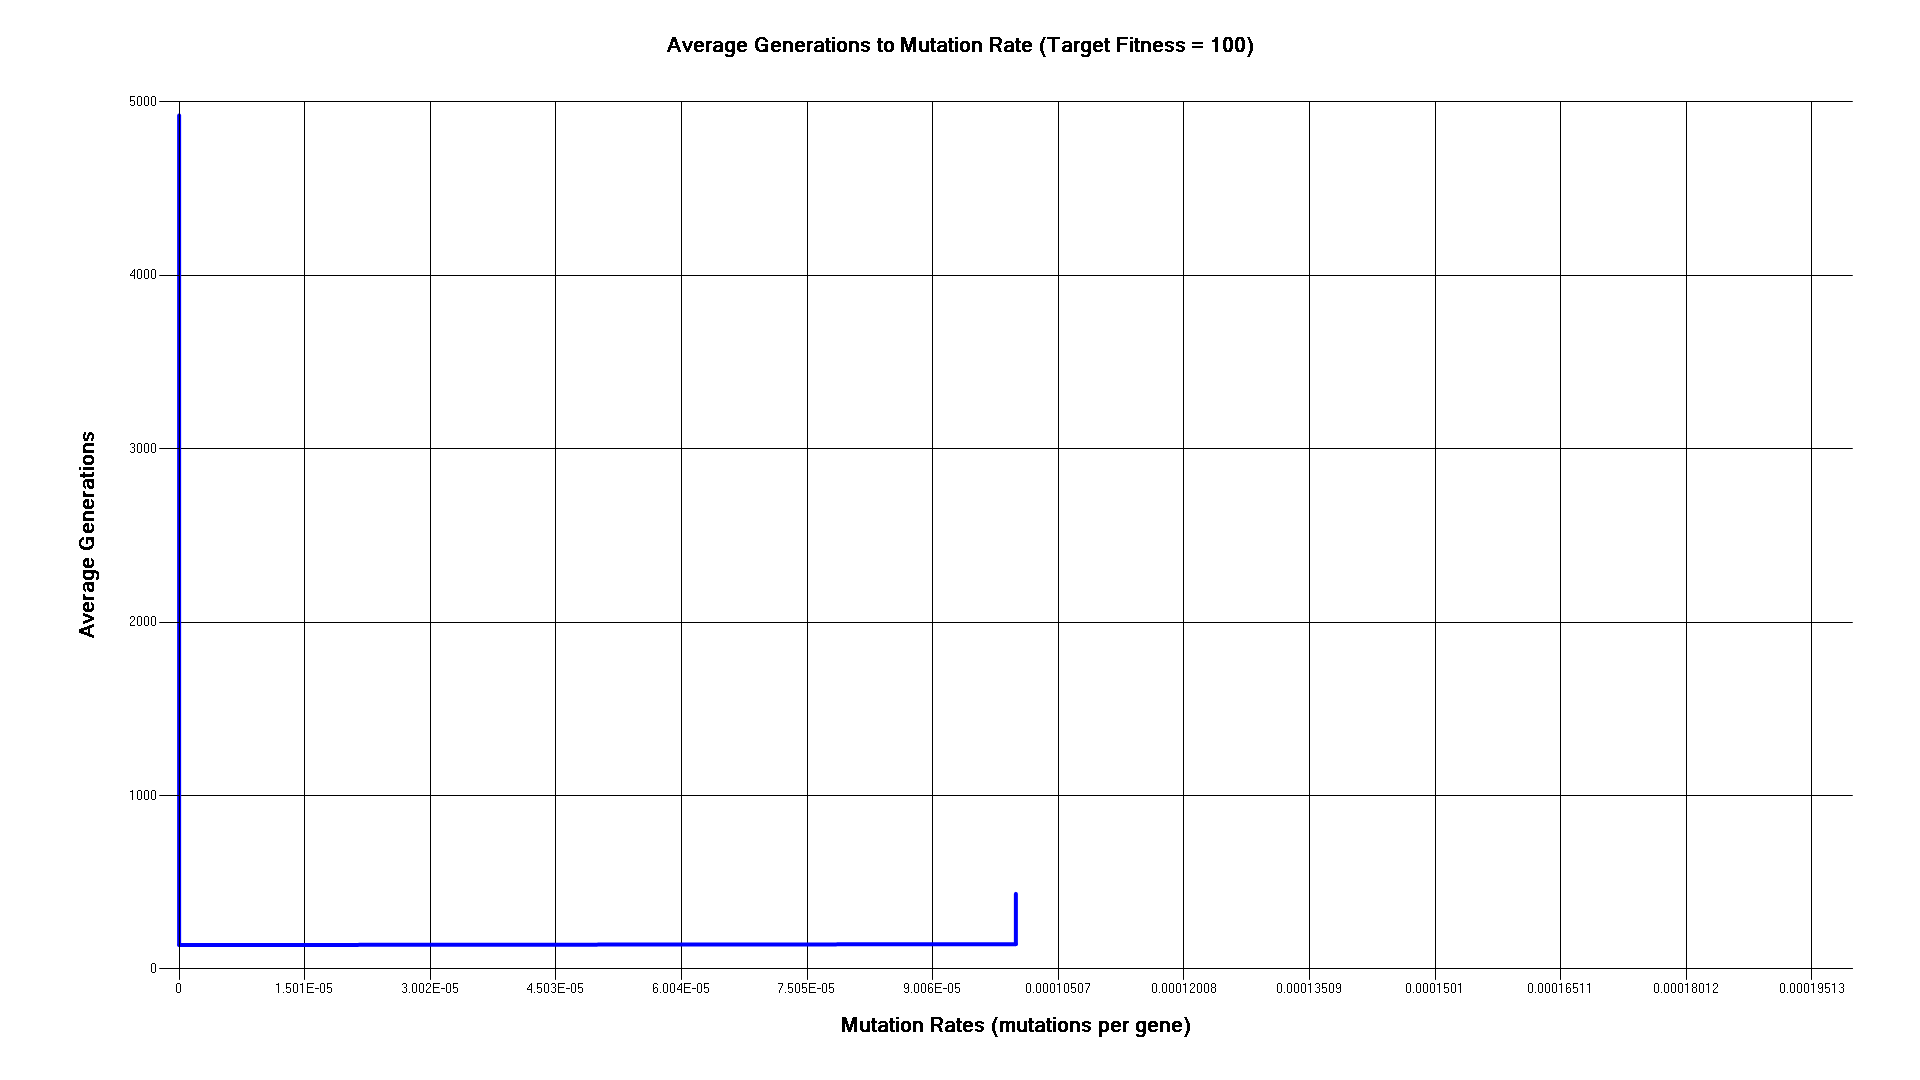 Average Generations to Mutation Rate (Target Fitness = 100)
5000
4000
3000
2000
1000
0
Average Generations
0 1.501E-05 3.002E-05 4.503E-05 6.004E-05 7.505E-05 9.006E-05 0.00010507 0.00012008 0.00013509 0.0001501 0.00016511 0.00018012 0.00019513
Mutation Rates (mutations per gene)